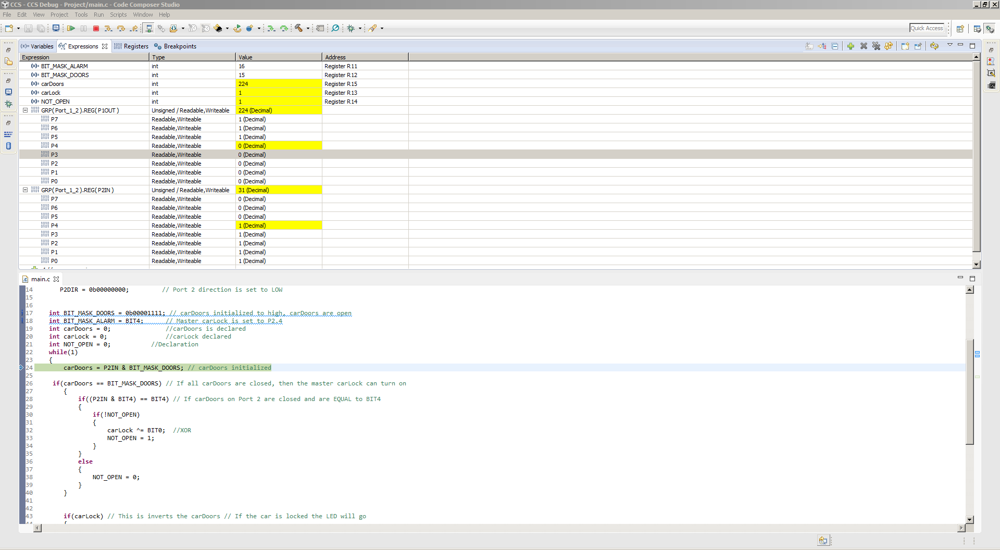 CCS - CCS Debug - Project/main.c - Code Composer Studio
File Edit View Project Tools Run Scripts Window Help
Quick Access
(x)= Variables Expressions Registers Breakpoints
Expression Type Value Address
(x)= BIT_MASK_ALARM int 16 Register R11
(x)= BIT_MASK_DOORS int 15 Register R12
(x)= carDoors int 224 Register R15
(x)= carLock int 1 Register R13
(x)= NOT_OPEN int 1 Register R14
GRP(Port_1_2).REG(P1OUT) Unsigned / Readable,Writeable 224 (Decimal)
P7 Readable,Writeable 1 (Decimal)
P6 Readable,Writeable 1 (Decimal)
P5 Readable,Writeable 1 (Decimal)
P4 Readable,Writeable 0 (Decimal)
P3 Readable,Writeable 0 (Decimal)
P2 Readable,Writeable 0 (Decimal)
P1 Readable,Writeable 0 (Decimal)
P0 Readable,Writeable 0 (Decimal)
GRP(Port_1_2).REG(P2IN) Unsigned / Readable,Writeable 31 (Decimal)
P7 Readable,Writeable 0 (Decimal)
P6 Readable,Writeable 0 (Decimal)
P5 Readable,Writeable 0 (Decimal)
P4 Readable,Writeable 1 (Decimal)
P3 Readable,Writeable 1 (Decimal)
P2 Readable,Writeable 1 (Decimal)
P1 Readable,Writeable 1 (Decimal)
P0 Readable,Writeable 1 (Decimal)
main.c
14 P2DIR = 0b00000000; // Port 2 direction is set to LOW
15
16
17 int BIT_MASK_DOORS = 0b00001111; // carDoors initialized to high, carDoors are open
18 int BIT_MASK_ALARM = BIT4; // Master carLock is set to P2.4
19 int carDoors = 0; //carDoors is declared
20 int carLock = 0; //carLock declared
21 int NOT_OPEN = 0; //Declaration
22 while(1)
23 {
24 carDoors = P2IN & BIT_MASK_DOORS; // carDoors initialized
25
26 if(carDoors == BIT_MASK_DOORS) // If all carDoors are closed, then the master carLock can turn on
27 {
28 if((P2IN & BIT4) == BIT4) // If carDoors on Port 2 are closed and are EQUAL to BIT4
29 {
30 if(!NOT_OPEN)
31 {
32 carLock ^= BIT0; //XOR
33 NOT_OPEN = 1;
34 }
35 }
36 else
37 {
38 NOT_OPEN = 0;
39 }
40 }
41
42
43 if(carLock) // This is inverts the carDoors // If the car is locked the LED will go
44 {